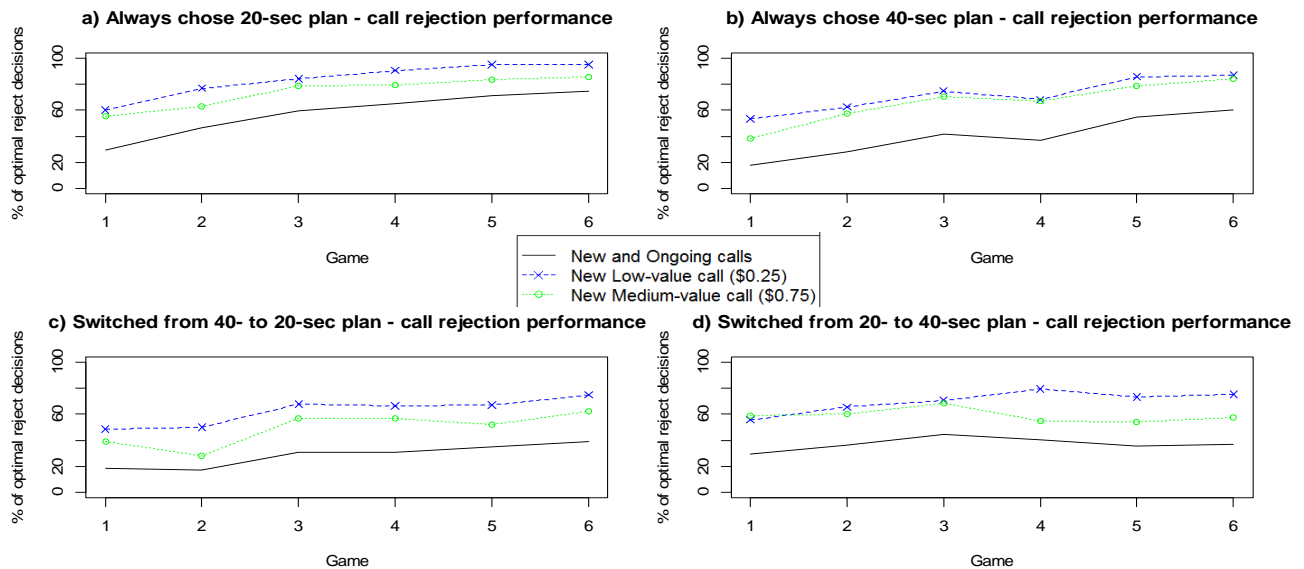 a) Always chose 20-sec plan - call rejection performance
% of optimal reject decisions
100
60
20
0
1 2 3 4 5 6
Game
b) Always chose 40-sec plan - call rejection performance
% of optimal reject decisions
100
60
20
0
1 2 3 4 5 6
Game
New and Ongoing calls
New Low-value call ($0.25)
New Medium-value call ($0.75)
c) Switched from 40- to 20-sec plan - call rejection performance
% of optimal reject decisions
100
60
20
0
1 2 3 4 5 6
Game
d) Switched from 20- to 40-sec plan - call rejection performance
% of optimal reject decisions
100
60
20
0
1 2 3 4 5 6
Game